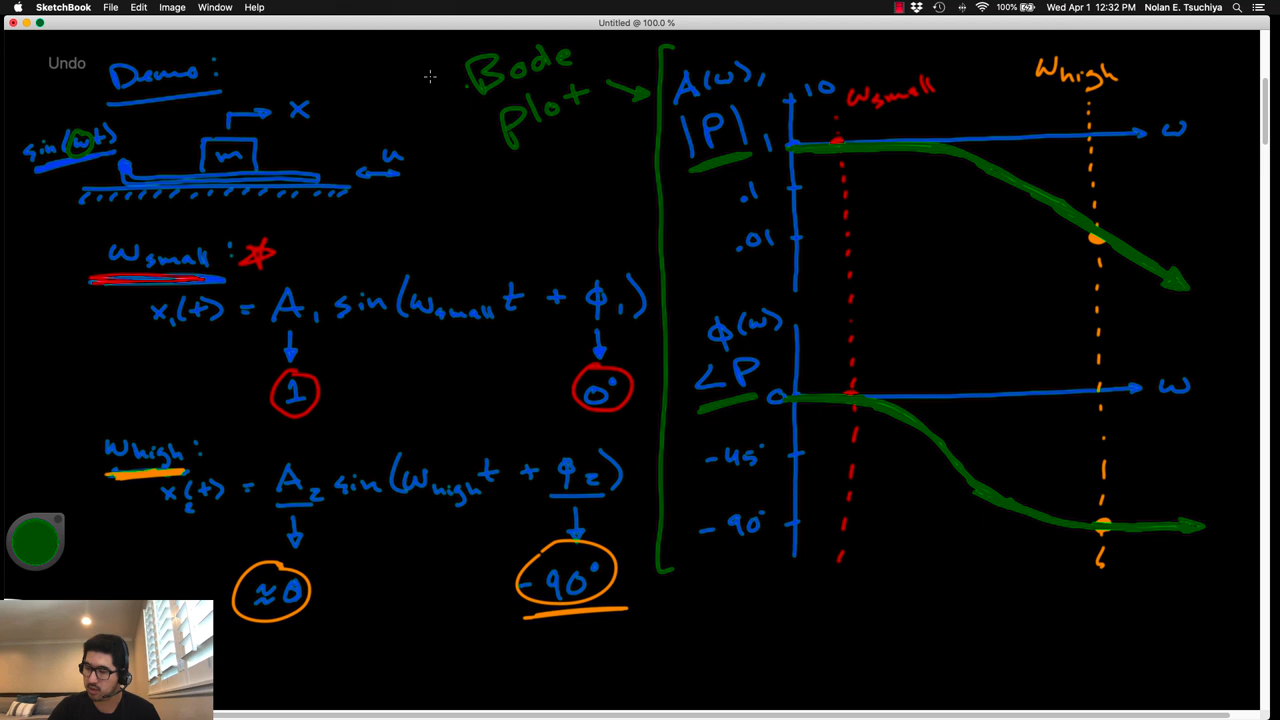 SketchBook File Edit Image Window Help
100% Wed Apr 1 12:32 PM Nolan E. Tsuchiya
Untitled @ 100.0 %
Undo
Demo:
sin(ωt)
m
x
u
Bode
plot
ωsmall:
x₁(t) = A₁ sin(ωsmall t + ϕ₁)
1
0°
ωhigh:
x₂(t) = A₂ sin(ωhigh t + ϕ₂)
≈0
-90°
A(ω),
|P|
10
1
.1
.01
ωsmall
ωhigh
ω
ϕ(ω)
∠P
0
-45°
-90°
ω